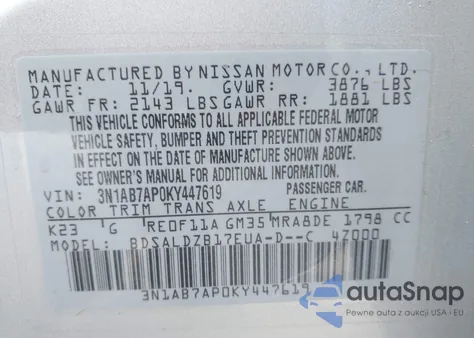 MANUFACTURED BY NISSAN MOTOR CO., LTD.
DATE: 11/19. GVWR: 3876 LBS
GAWR FR: 2143 LBS GAWR RR: 1881 LBS
THIS VEHICLE CONFORMS TO ALL APPLICABLE FEDERAL MOTOR
VEHICLE SAFETY, BUMPER AND THEFT PREVENTION STANDARDS
IN EFFECT ON THE DATE OF MANUFACTURE SHOWN ABOVE.
SEE OWNER'S MANUAL FOR ADDITIONAL INFORMATION.
VIN: 3N1AB7AP0KY447619 PASSENGER CAR.
COLOR TRIM TRANS AXLE ENGINE
K23 G RE0F11A GM35 MRA8DE 1798 CC
MODEL: BDSALDZB17EUA-D--C 47000
3N1AB7AP0KY447619
autoSnap
Pewne auta z aukcji USA i EU